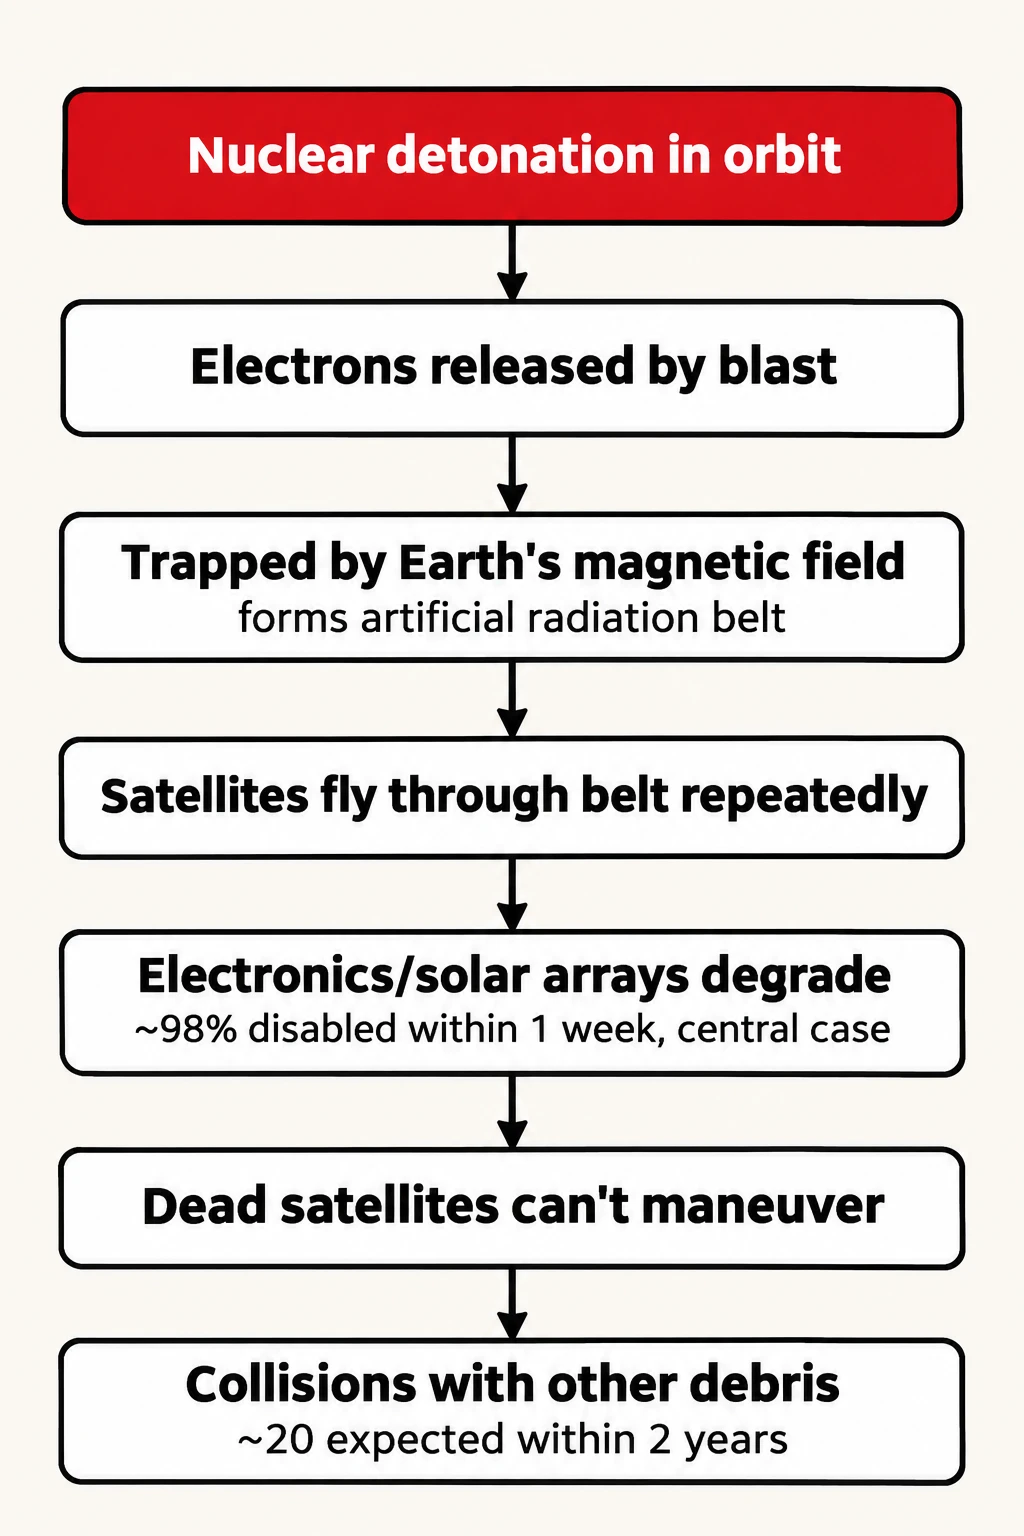 Nuclear detonation in orbit
Electrons released by blast
Trapped by Earth's magnetic field
forms artificial radiation belt
Satellites fly through belt repeatedly
Electronics/solar arrays degrade
~98% disabled within 1 week, central case
Dead satellites can't maneuver
Collisions with other debris
~20 expected within 2 years